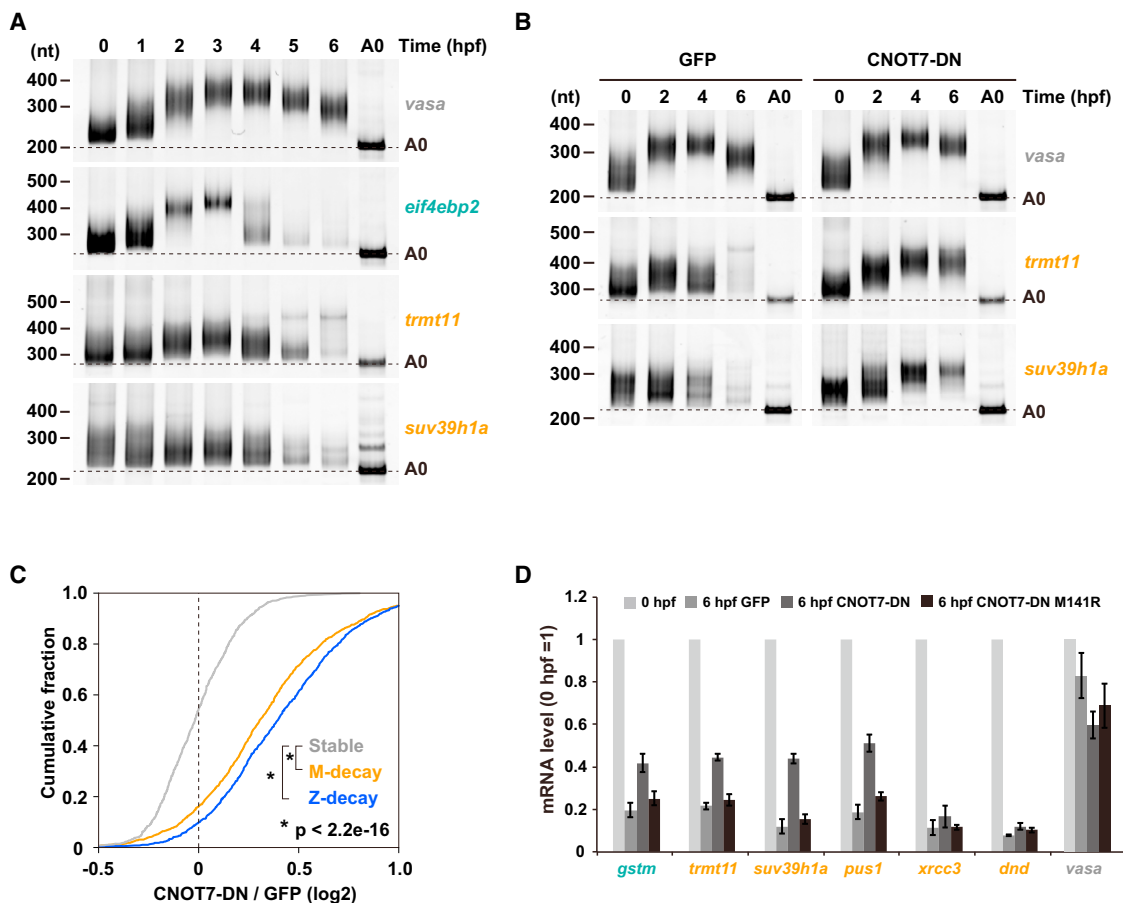 A
(nt) 0 1 2 3 4 5 6 A0 Time (hpf)
400
300
200
vasa
A0
500
400
300
eif4ebp2
A0
500
400
300
trmt11
A0
400
300
200
suv39h1a
A0
B
GFP CNOT7-DN
(nt) 0 2 4 6 A0 0 2 4 6 A0 Time (hpf)
400
300
200
vasa
A0
500
400
300
trmt11
A0
400
300
200
suv39h1a
A0
C
Cumulative fraction
1.0
0.8
0.6
0.4
0.2
0
-0.5 0 0.5 1.0
CNOT7-DN / GFP (log2)
Stable
M-decay
Z-decay
*
*
* p < 2.2e-16
D
mRNA level (0 hpf =1)
0 hpf 6 hpf GFP 6 hpf CNOT7-DN 6 hpf CNOT7-DN M141R
1.2
1
0.8
0.6
0.4
0.2
0
gstm trmt11 suv39h1a pus1 xrcc3 dnd vasa